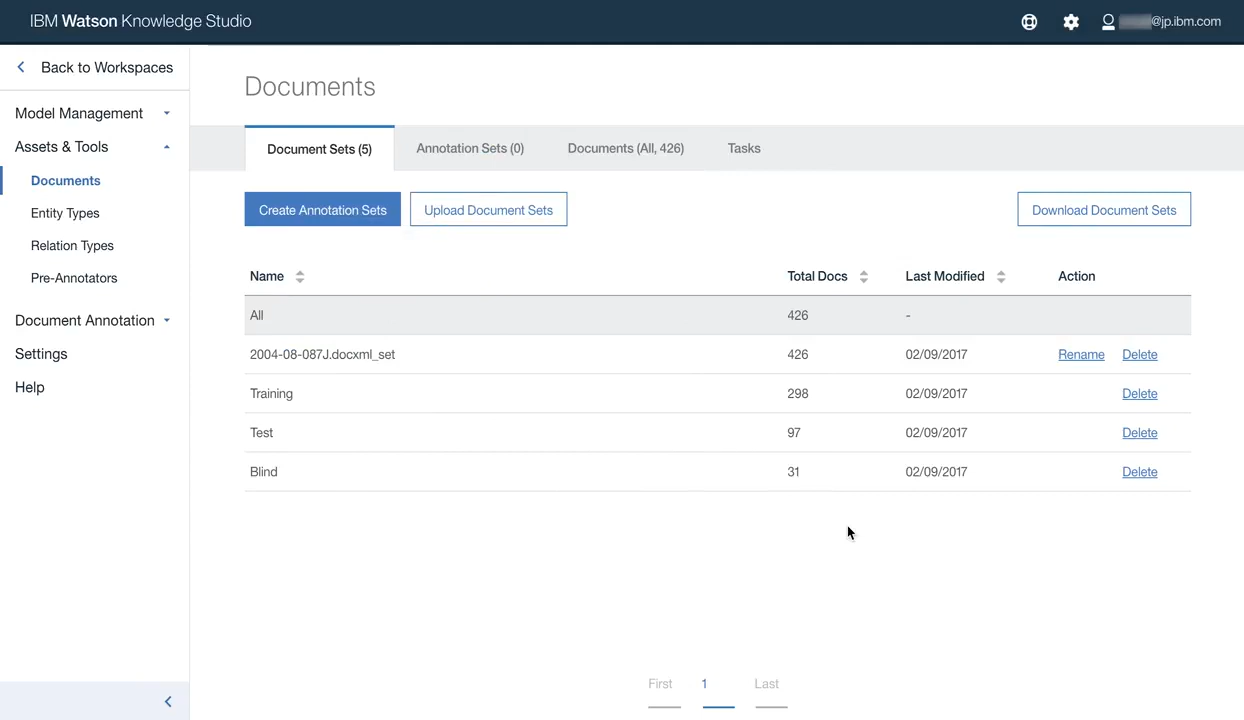 IBM Watson Knowledge Studio
@jp.ibm.com
Back to Workspaces
Model Management
Assets & Tools
Documents
Entity Types
Relation Types
Pre-Annotators
Document Annotation
Settings
Help
Documents
Document Sets (5) Annotation Sets (0) Documents (All, 426) Tasks
Create Annotation Sets Upload Document Sets Download Document Sets
Name Total Docs Last Modified Action
All 426 -
2004-08-087J.docxml_set 426 02/09/2017 Rename Delete
Training 298 02/09/2017 Delete
Test 97 02/09/2017 Delete
Blind 31 02/09/2017 Delete
First 1 Last